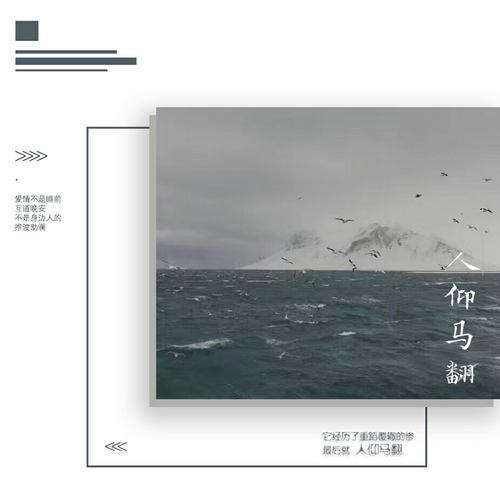 爱情不是睡前
互道晚安
不是身边人的
推波助澜
人仰马翻
它经历了重蹈覆辙的惨
最后就 人仰马翻